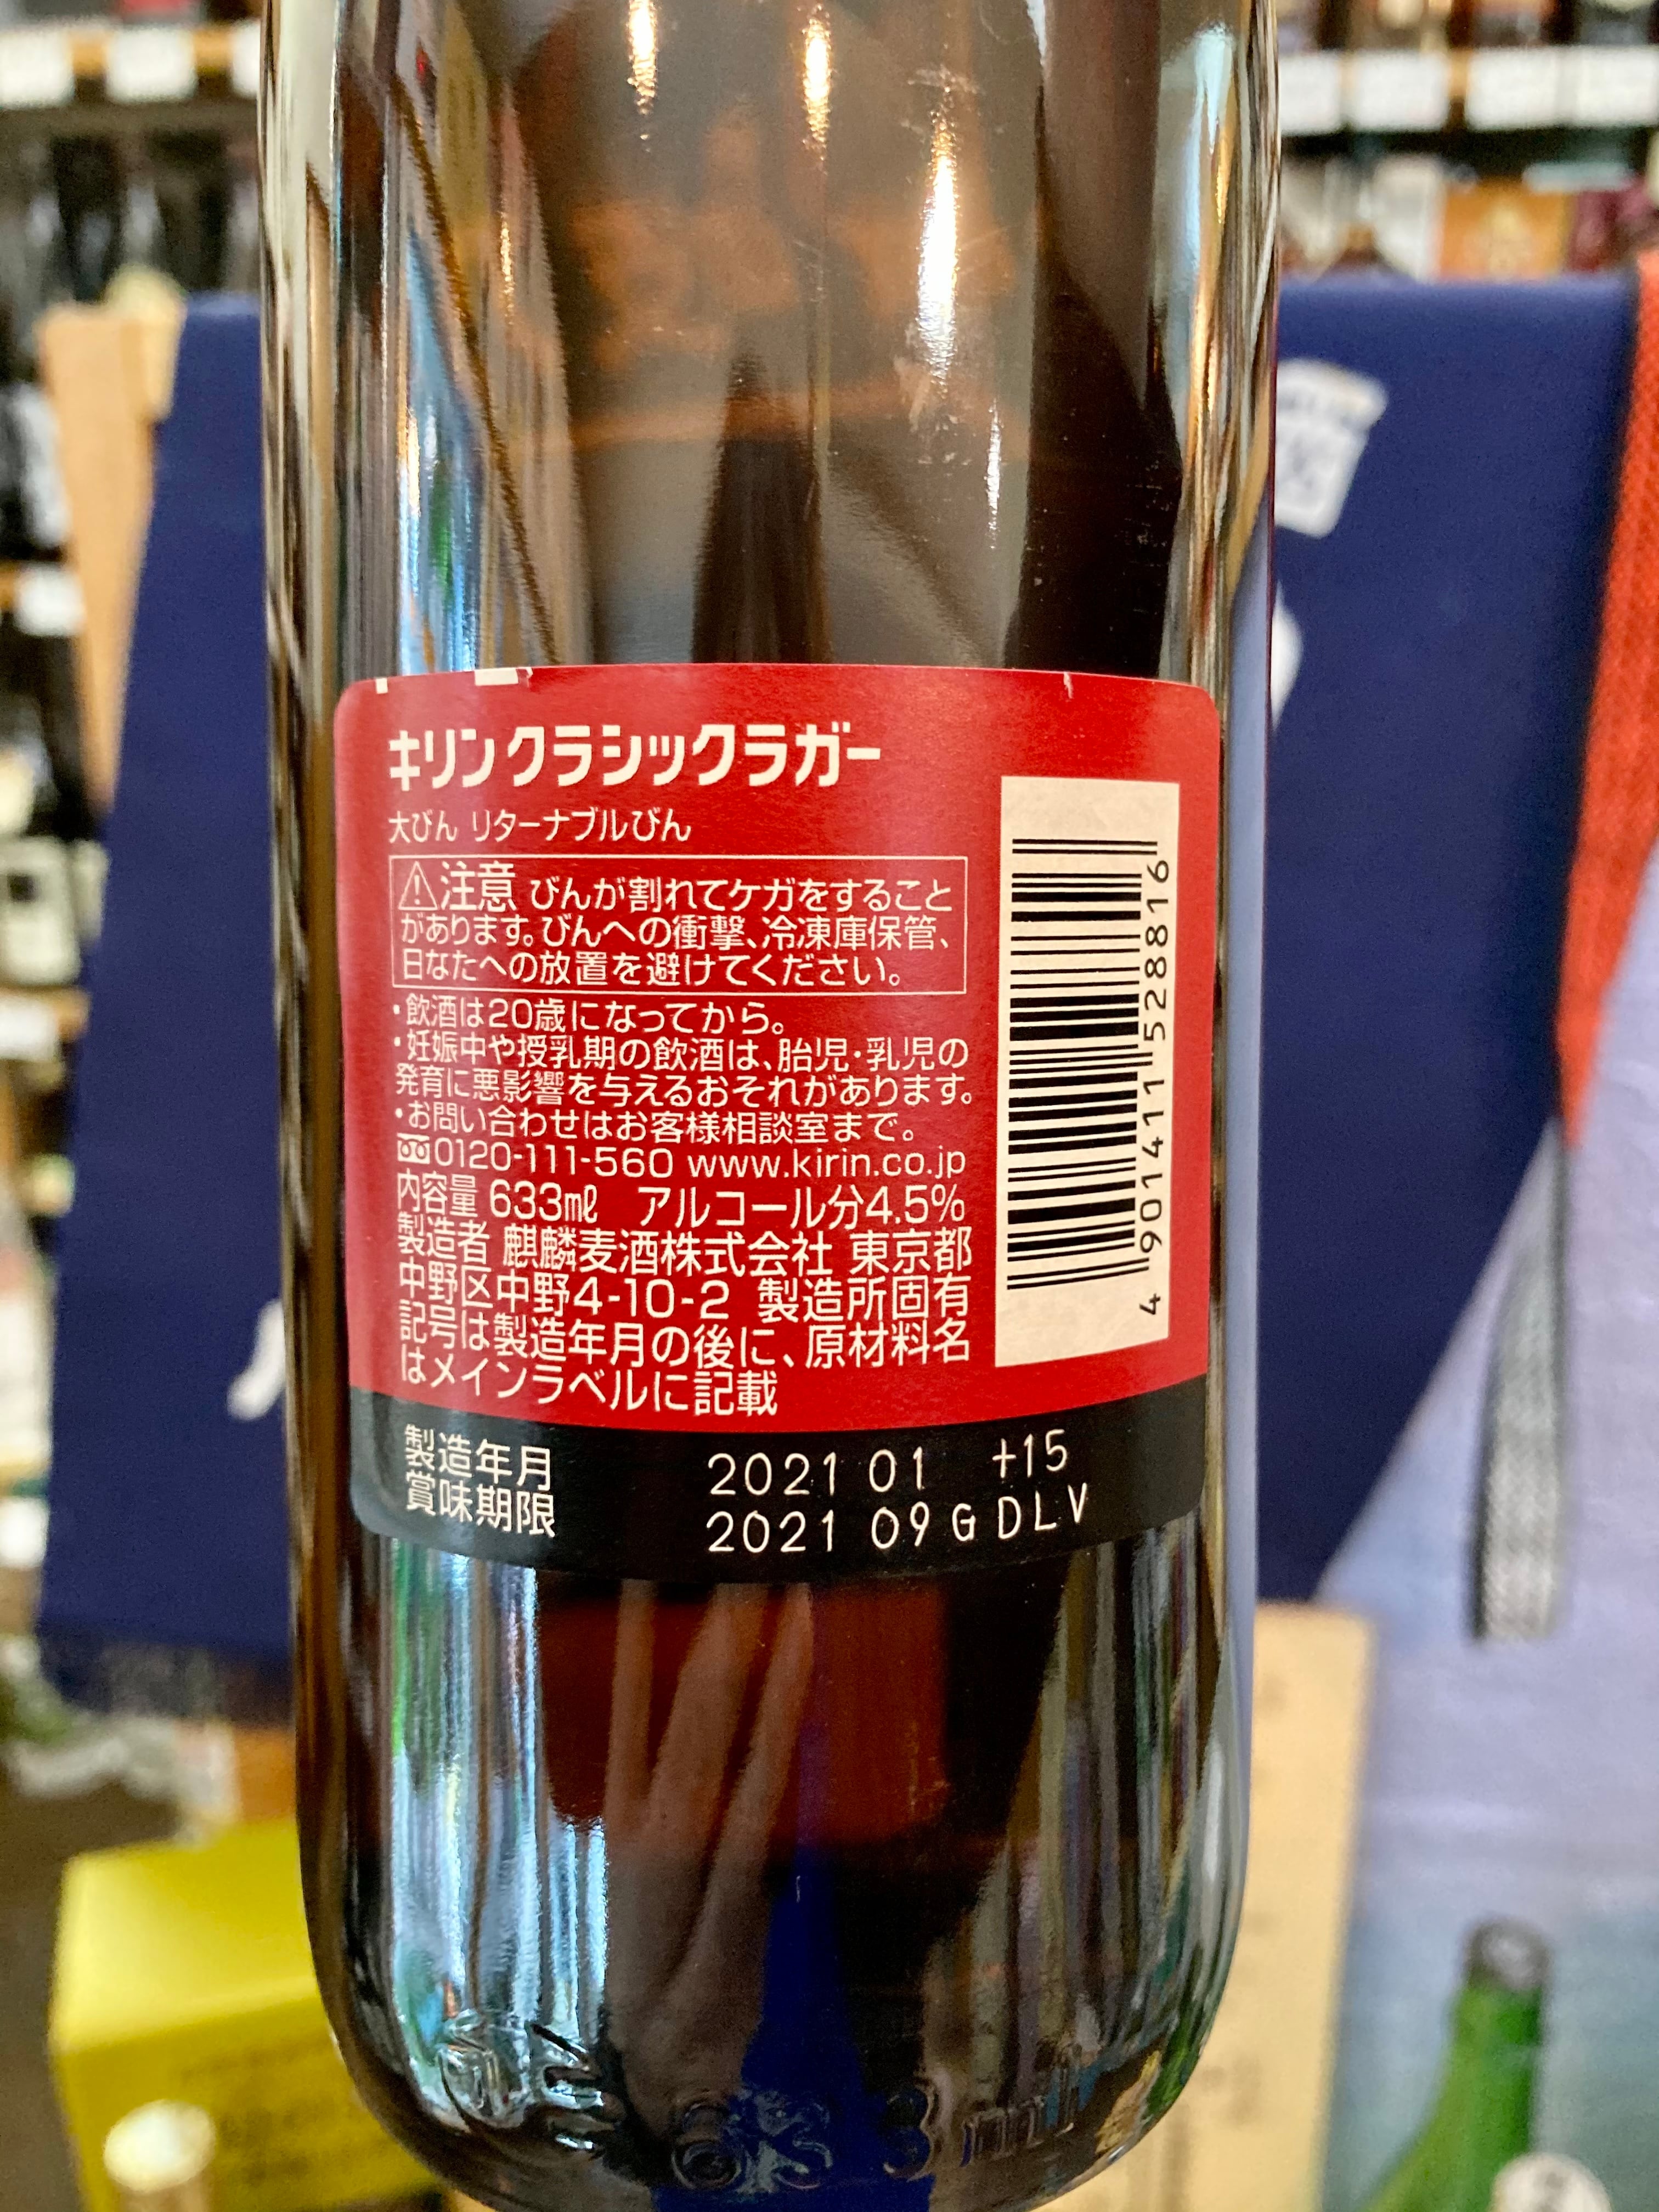 キリンクラシックラガー
大びん リターナブルびん
⚠注意 びんが割れてケガをすること
があります。びんへの衝撃、冷凍庫保管、
日なたへの放置を避けてください。
・飲酒は20歳になってから。
・妊娠中や授乳期の飲酒は、胎児・乳児の
発育に悪影響を与えるおそれがあります。
・お問い合わせはお客様相談室まで。
0120-111-560 www.kirin.co.jp
内容量 633㎖ アルコール分4.5%
製造者 麒麟麦酒株式会社 東京都
中野区中野4-10-2 製造所固有
記号は製造年月の後に、原材料名
はメインラベルに記載
4 901411 528816
製造年月 2021 01 +15
賞味期限 2021 09 G DLV
633ml